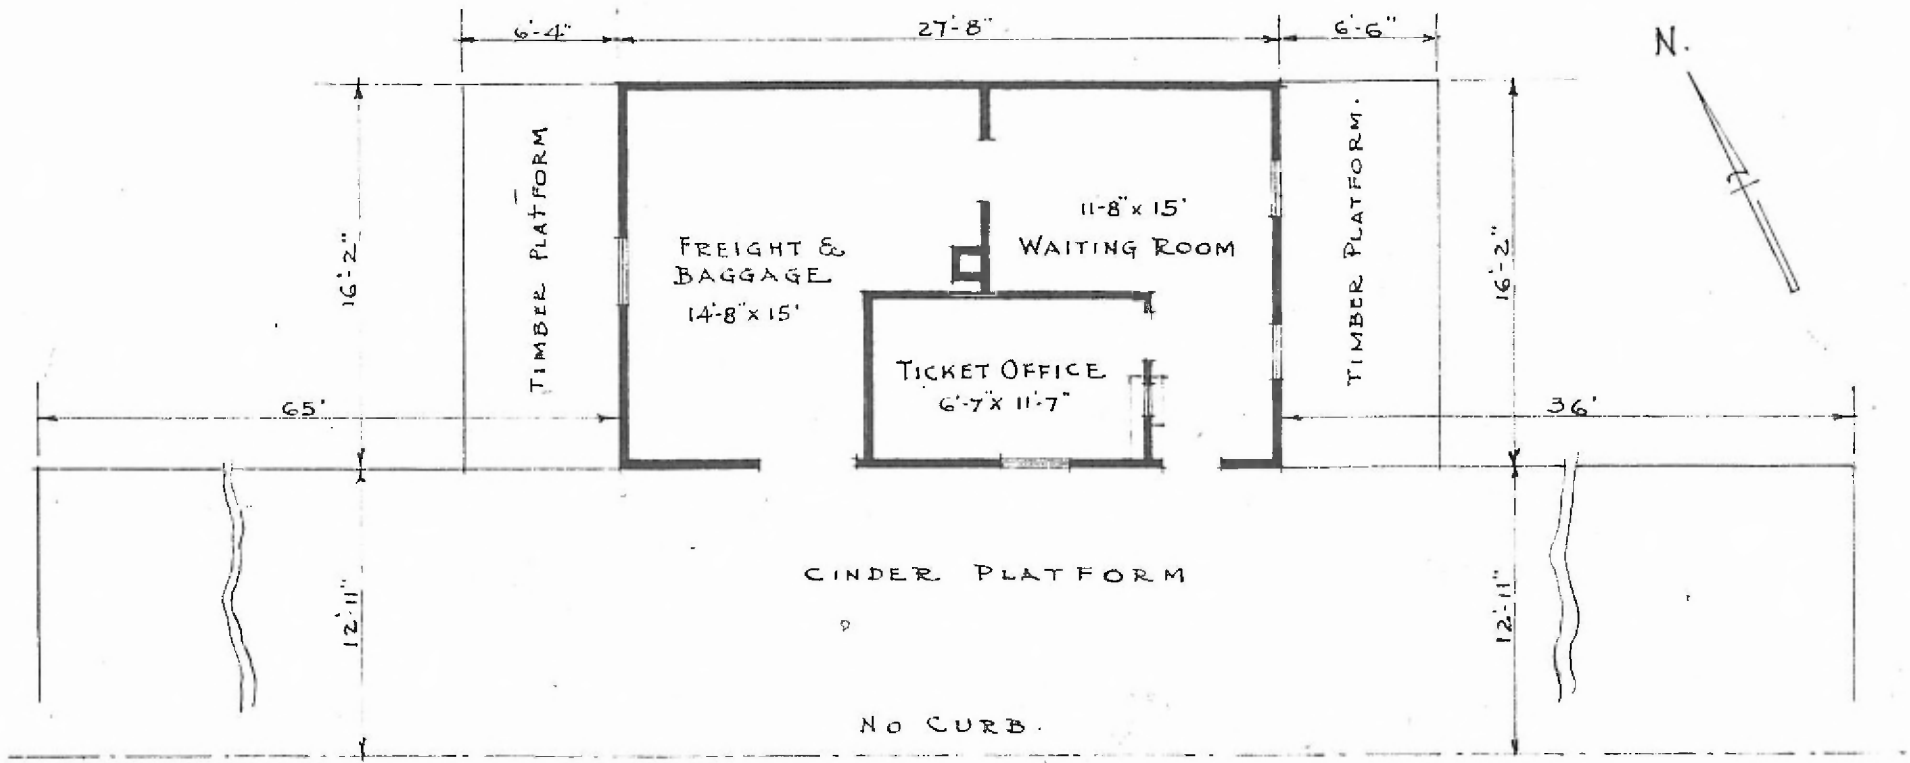 6'-4"
27'-8"
6'-6"
N.
TIMBER PLATFORM
TIMBER PLATFORM.
16'-2"
16'-2"
FREIGHT &
BAGGAGE
14'-8" x 15'
11-8" x 15'
WAITING ROOM
TICKET OFFICE
6'-7" x 11'-7"
65'
36'
12'-11"
12'-11"
CINDER PLATFORM
NO CURB.